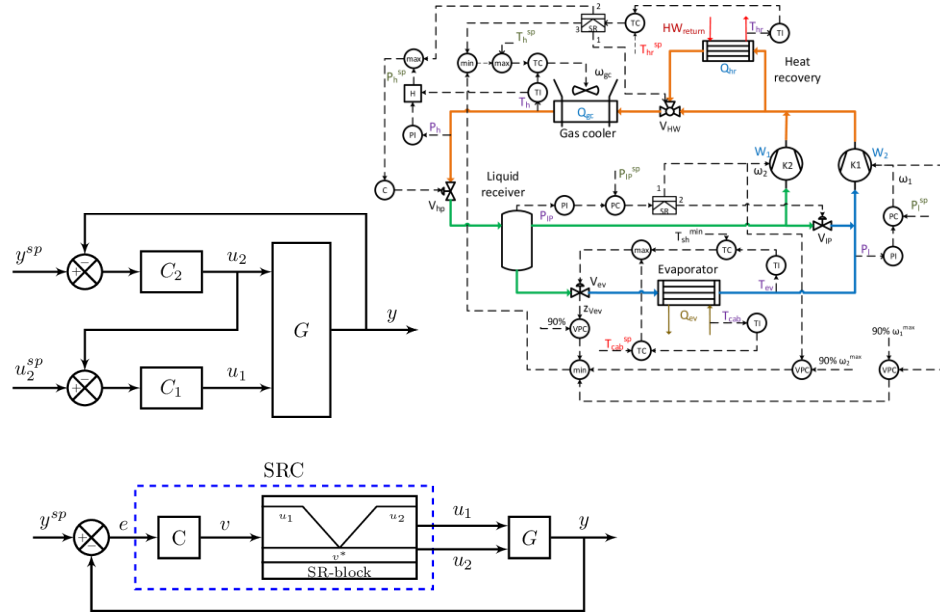 2
SR
3
1
TC
HW_return
T_hr
TI
T_h^sp
T_hr^sp
max
min
max
TC
ω_gc
Q_hr
Heat
recovery
P_h^sp
H
TI
T_h
Q_gc
V_HW
PI
P_h
Gas cooler
W_1
K2
W_2
K1
ω_2
ω_1
C
V_hp
Liquid
receiver
P_IP^sp
1
SR
2
P_l^sp
PC
PI
PC
P_IP
V_IP
P_l
PI
T_sh^min
max
TC
Evaporator
TI
V_ev
T_ev
z_Vev
Q_ev
T_cab
TI
90%
VPC
T_cab^sp
TC
90% ω_1^max
min
VPC
90% ω_2^max
VPC
y^sp
+
−
C_2
u_2
G
y
u_2^sp
+
−
C_1
u_1
SRC
y^sp
+
−
e
C
v
u_1
u_2
v*
SR-block
u_1
u_2
G
y